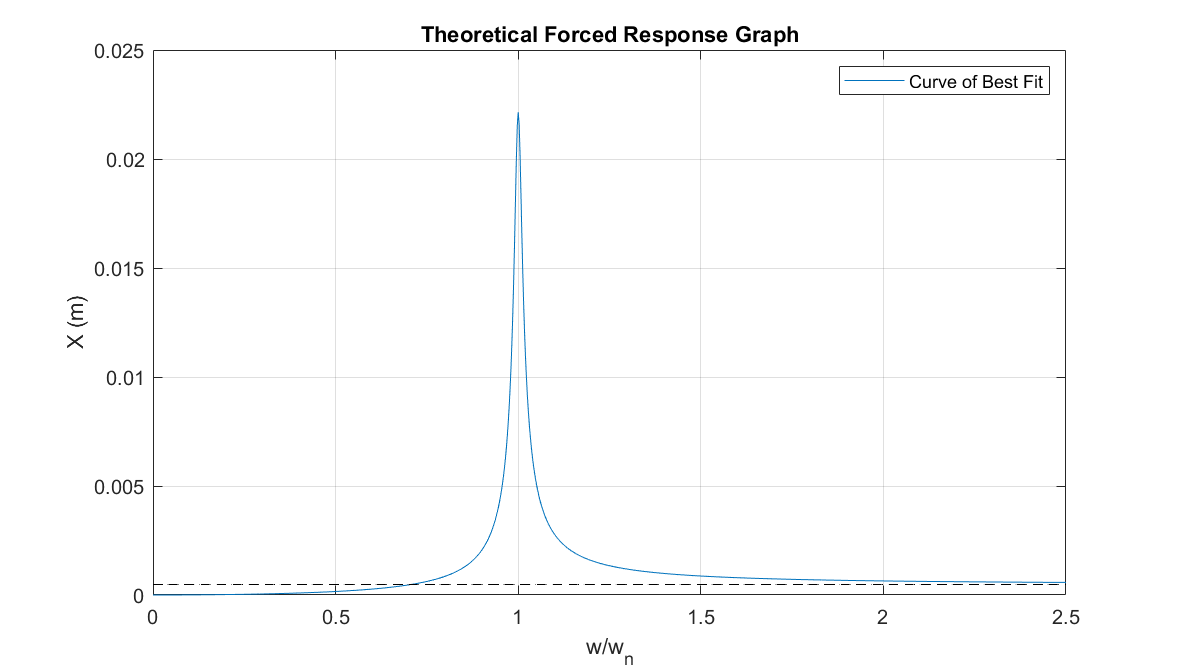 Theoretical Forced Response Graph
Curve of Best Fit
0.025
0.02
0.015
0.01
0.005
0
X (m)
0 0.5 1 1.5 2 2.5
w/wn